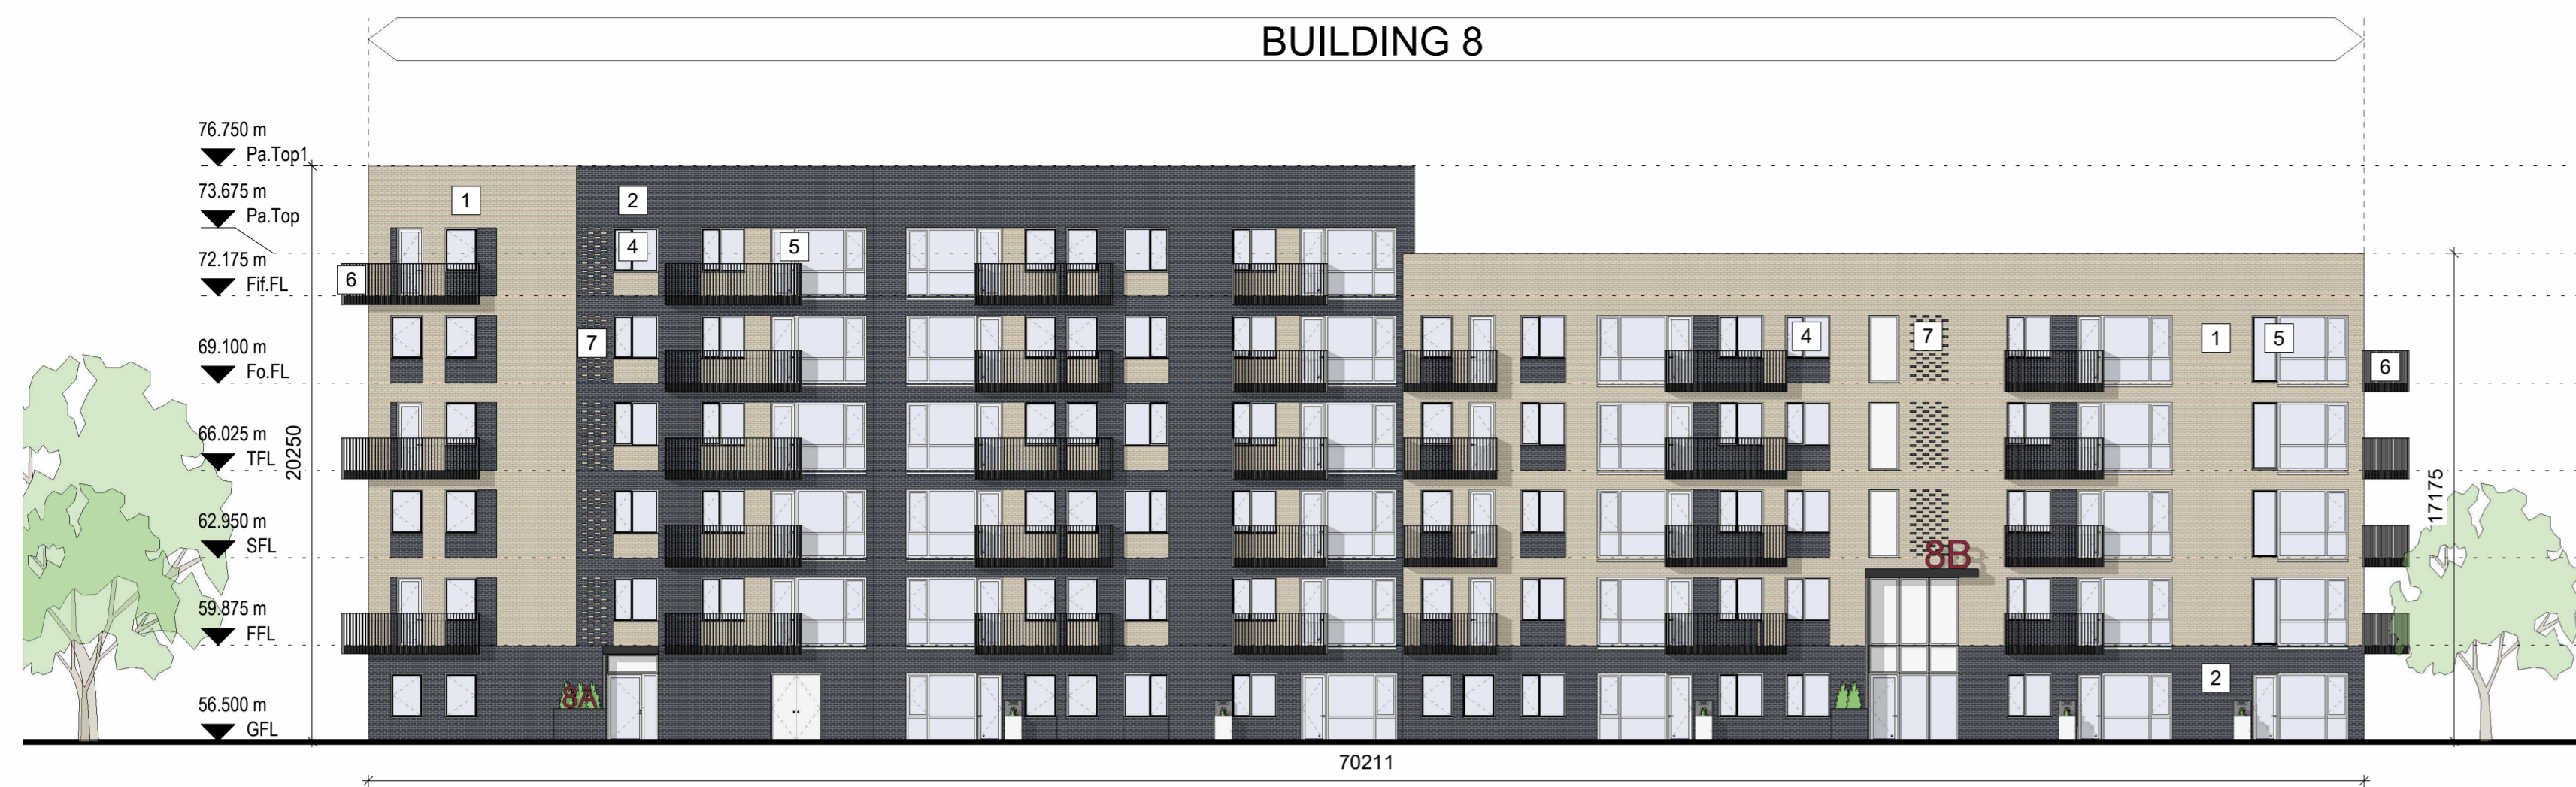 BUILDING 8
76.750 m
Pa.Top1
73.675 m
Pa.Top
72.175 m
Fif.FL
69.100 m
Fo.FL
66.025 m
TFL
62.950 m
SFL
59.875 m
FFL
56.500 m
GFL
20250
1
2
4
5
6
7
4
7
1
5
6
8B
2
8A
17175
70211